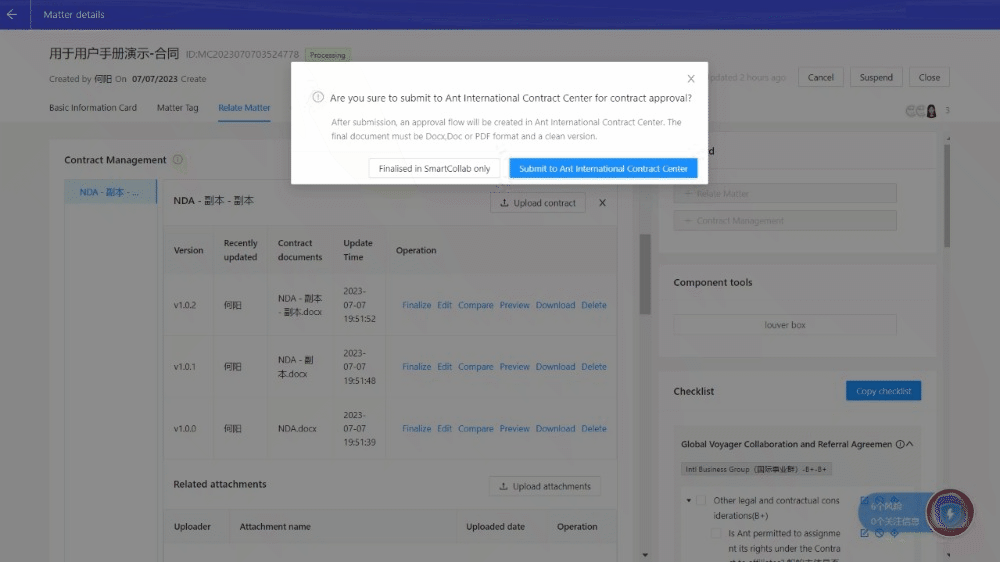 Matter details
用于用户手册演示-合同 ID:MC2023070703524778 Processing
Created by 何阳 On 07/07/2023 Create
Updated 2 hours ago
Cancel Suspend Close
Basic Information Card Matter Tag Relate Matter
3
Are you sure to submit to Ant International Contract Center for contract approval?
After submission, an approval flow will be created in Ant International Contract Center. The
final document must be Docx,Doc or PDF format and a clean version.
Finalised in SmartCollab only Submit to Ant International Contract Center
Contract Management
NDA - 副本 - ...
NDA - 副本 - 副本
Upload contract
Version
Recently
updated
Contract
documents
Update
Time
Operation
v1.0.2
何阳
NDA - 副本
- 副本.docx
2023-
07-07
19:51:52
Finalize Edit Compare Preview Download Delete
v1.0.1
何阳
NDA - 副
本.docx
2023-
07-07
19:51:48
Finalize Edit Compare Preview Download Delete
v1.0.0
何阳
NDA.docx
2023-
07-07
19:51:39
Finalize Edit Compare Preview Download Delete
Related attachments
Upload attachments
Uploader Attachment name Uploaded date Operation
Relate Matter
Contract Management
Component tools
louver box
Checklist
Copy checklist
Global Voyager Collaboration and Referral Agreemen
Intl Business Group（国际事业群）-B+-B+
Other legal and contractual cons
iderations(B+)
Is Ant permitted to assignme
nt its rights under the Contra
6个风险
0个关注信息